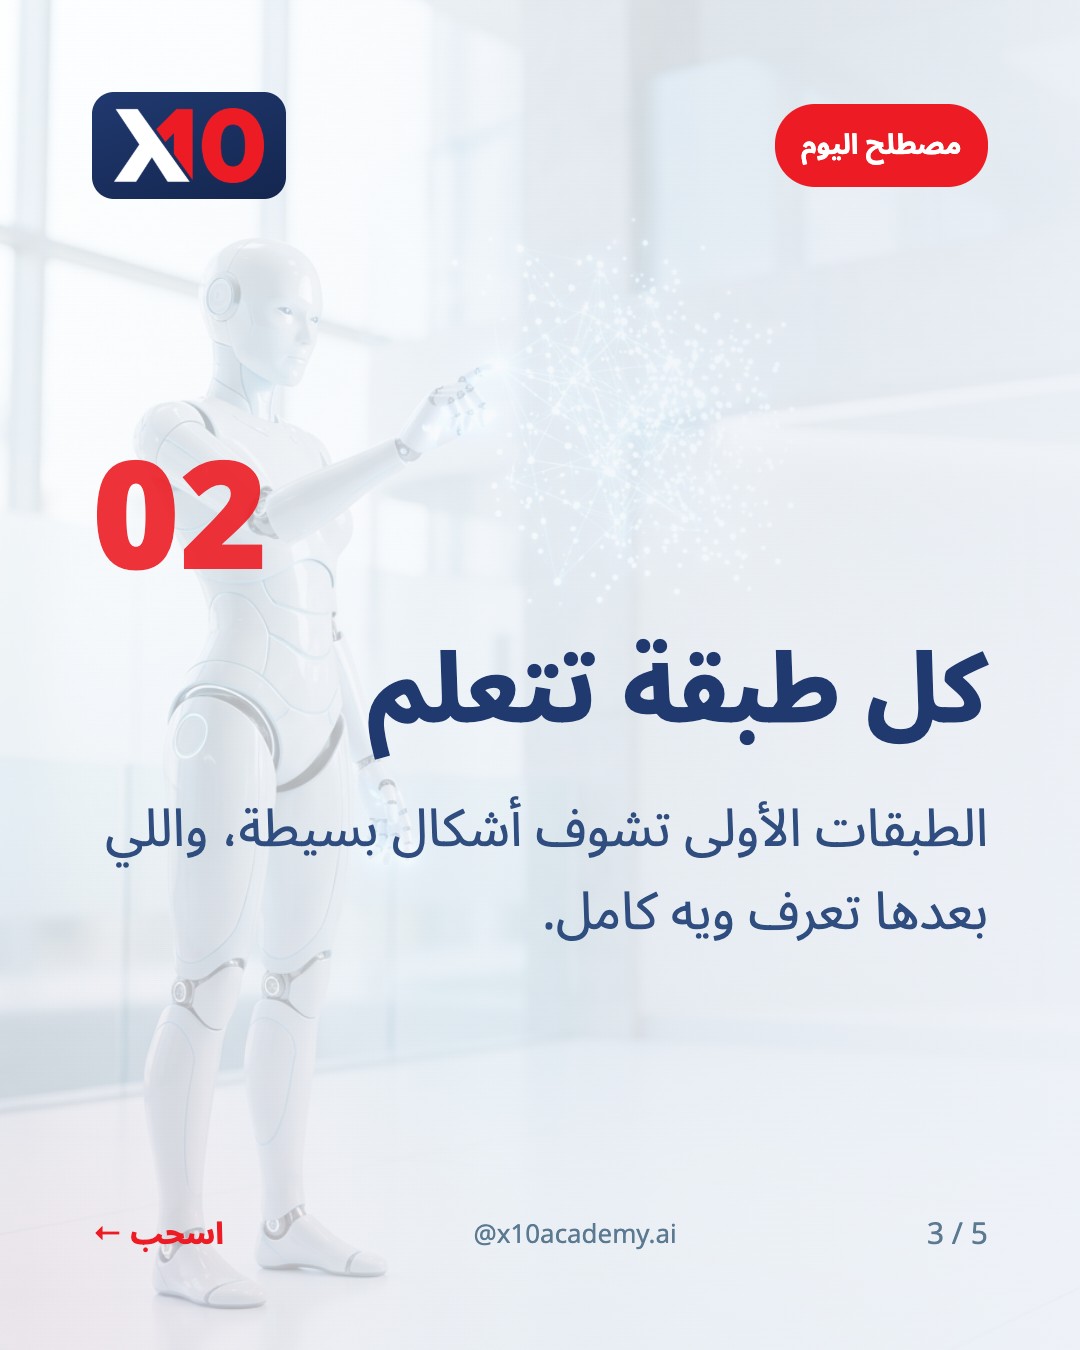 X10
مصطلح اليوم
02
كل طبقة تتعلم
الطبقات الأولى تشوف أشكال بسيطة، واللي
بعدها تعرف ويه كامل.
3 / 5
@x10academy.ai
اسحب ←